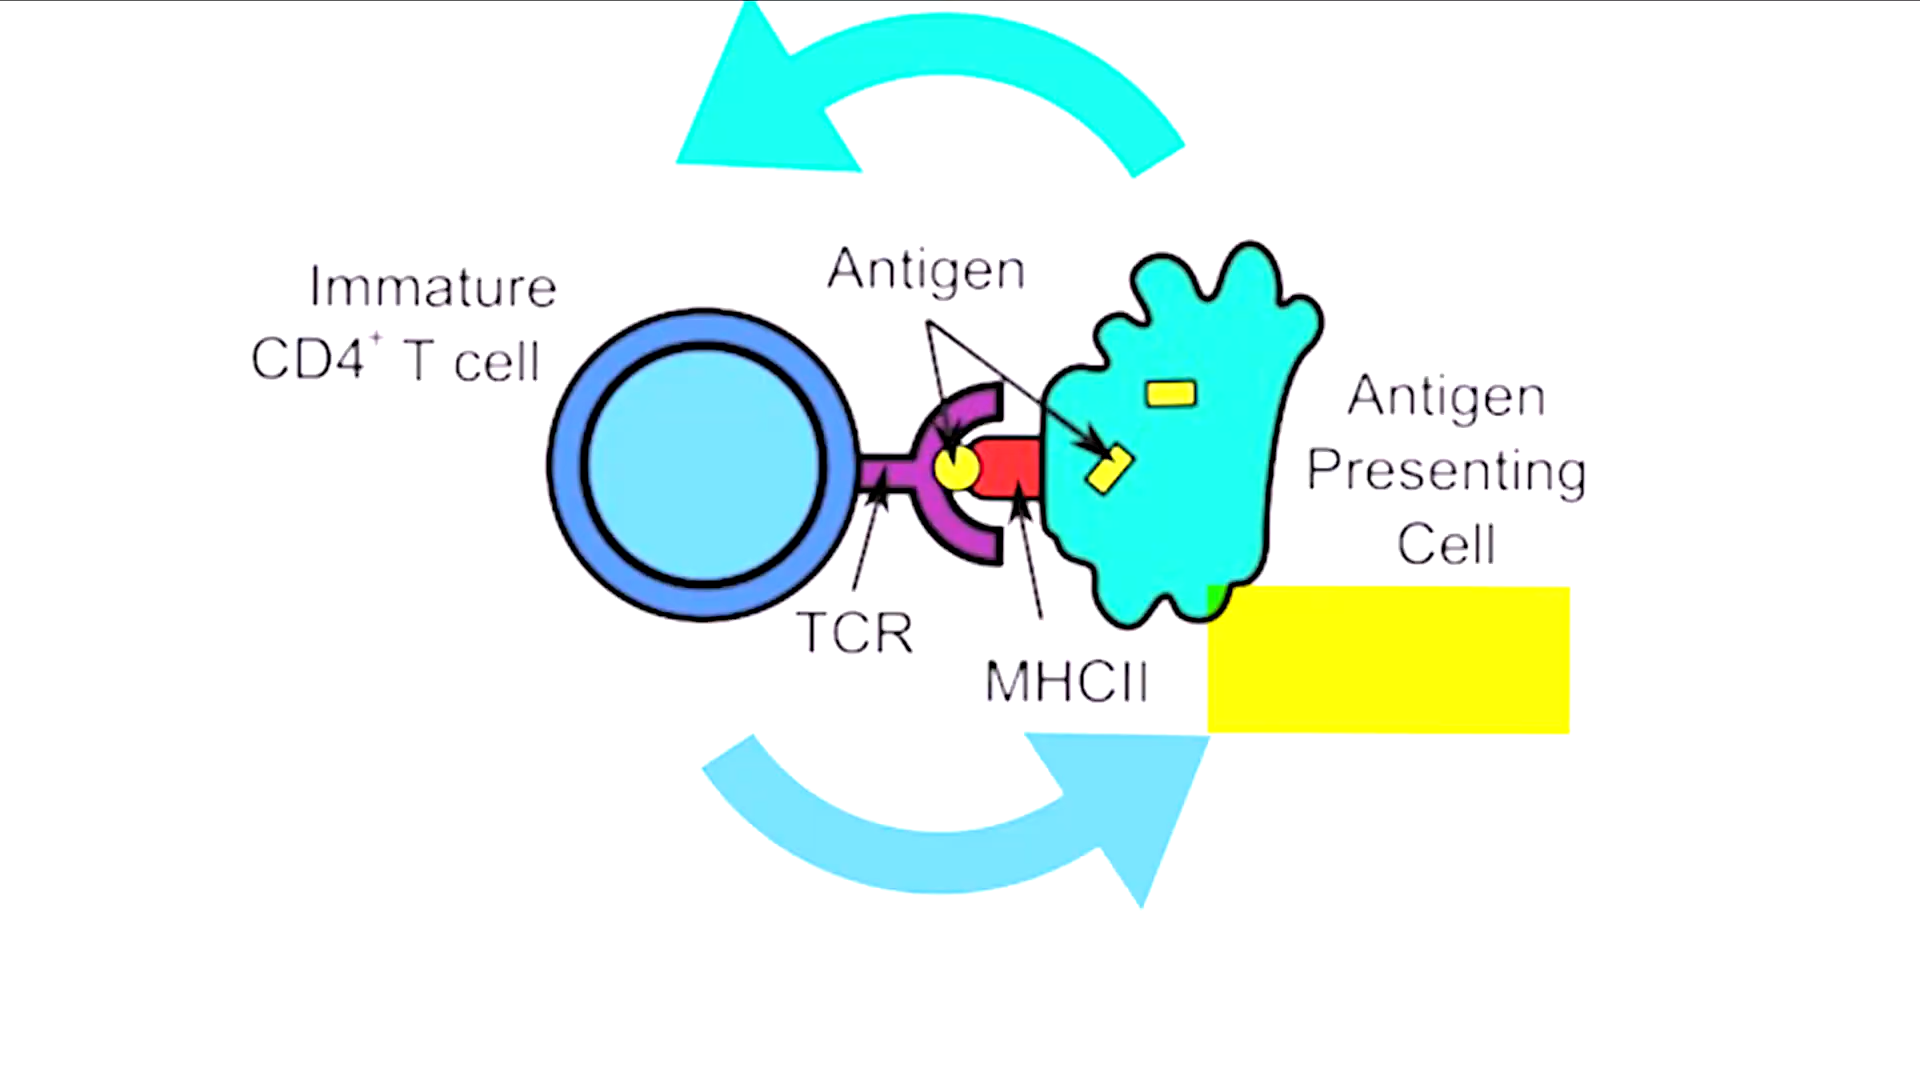 Immature
CD4⁺ T cell
Antigen
Antigen
Presenting
Cell
TCR
MHCII